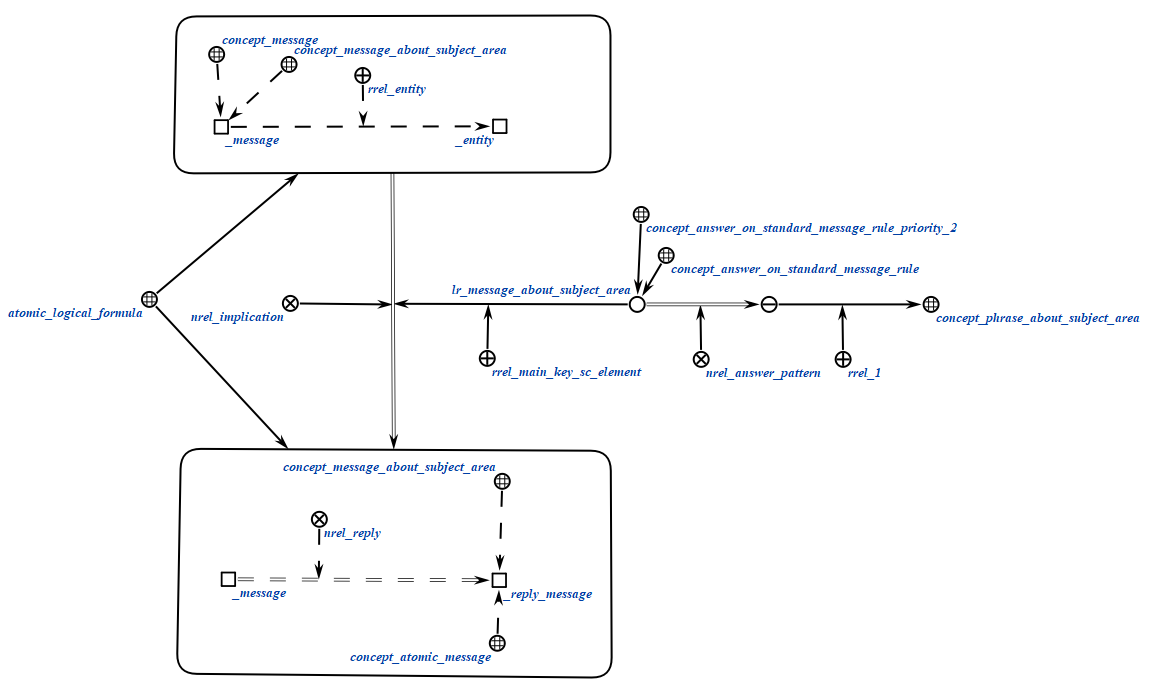 concept_message
concept_message_about_subject_area
rrel_entity
_message
_entity
concept_answer_on_standard_message_rule_priority_2
concept_answer_on_standard_message_rule
lr_message_about_subject_area
atomic_logical_formula
nrel_implication
concept_phrase_about_subject_area
rrel_main_key_sc_element
nrel_answer_pattern
rrel_1
concept_message_about_subject_area
nrel_reply
_message
_reply_message
concept_atomic_message